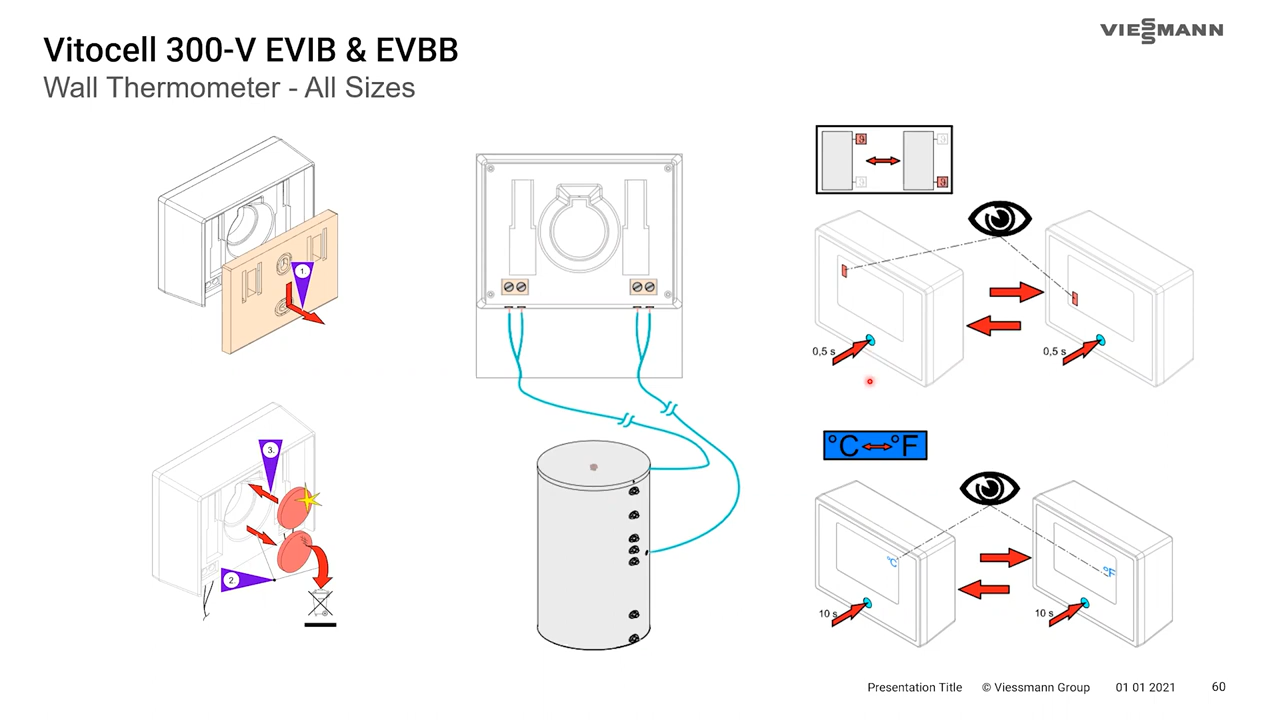 VIESSMANN
Vitocell 300-V EVIB & EVBB
Wall Thermometer - All Sizes
1.
3.
2.
0,5 s
0,5 s
°C °F
°C
°F
10 s
10 s
Presentation Title © Viessmann Group 01 01 2021 60